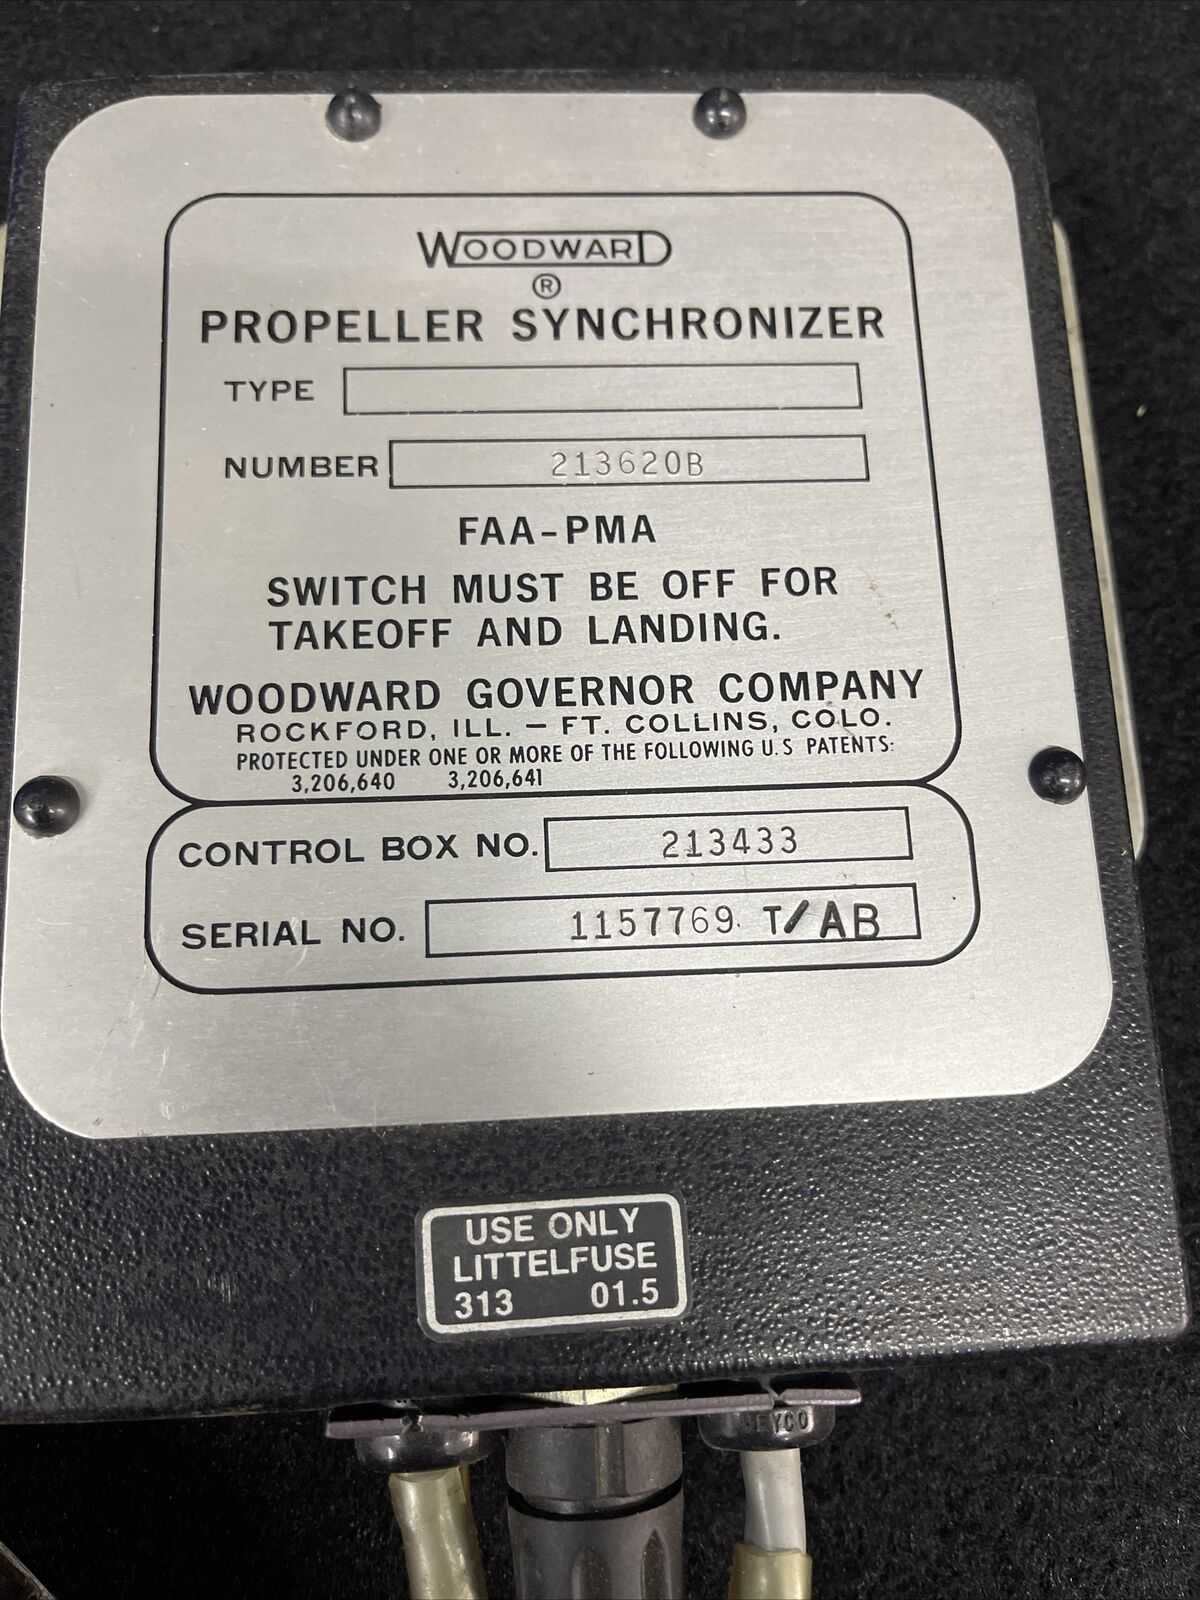 WOODWARD
®
PROPELLER SYNCHRONIZER
TYPE
NUMBER 213620B
FAA-PMA
SWITCH MUST BE OFF FOR
TAKEOFF AND LANDING.
WOODWARD GOVERNOR COMPANY
ROCKFORD, ILL. — FT. COLLINS, COLO.
PROTECTED UNDER ONE OR MORE OF THE FOLLOWING U.S PATENTS:
3,206,640 3,206,641
CONTROL BOX NO. 213433
SERIAL NO. 1157769 T/AB
USE ONLY
LITTELFUSE
313 01.5